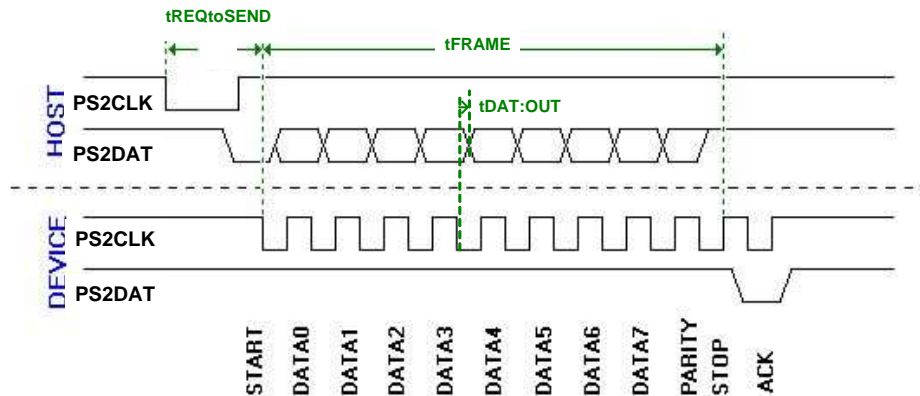 tREQtoSEND
tFRAME
HOST
PS2CLK
tDAT:OUT
PS2DAT
DEVICE
PS2CLK
PS2DAT
START
DATA0
DATA1
DATA2
DATA3
DATA4
DATA5
DATA6
DATA7
PARITY
STOP
ACK